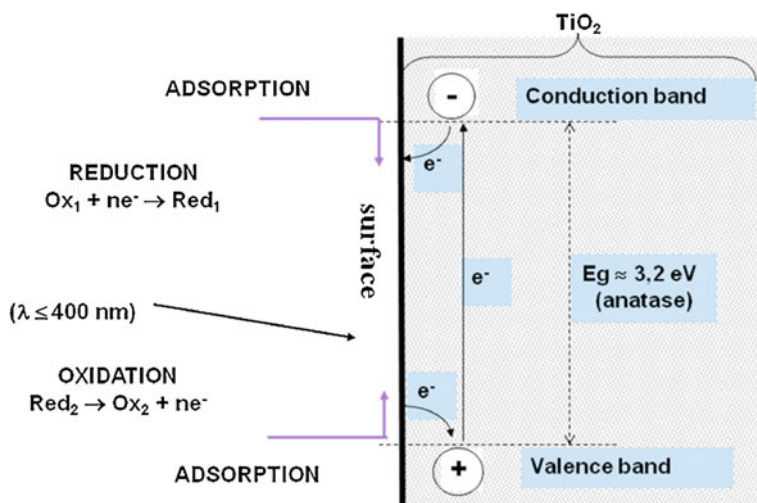 TiO₂
ADSORPTION
-
Conduction band
REDUCTION
Ox₁ + ne⁻ → Red₁
e⁻
surface
e⁻
Eg ≈ 3,2 eV
(anatase)
(λ ≤ 400 nm)
OXIDATION
Red₂ → Ox₂ + ne⁻
e⁻
ADSORPTION
+
Valence band